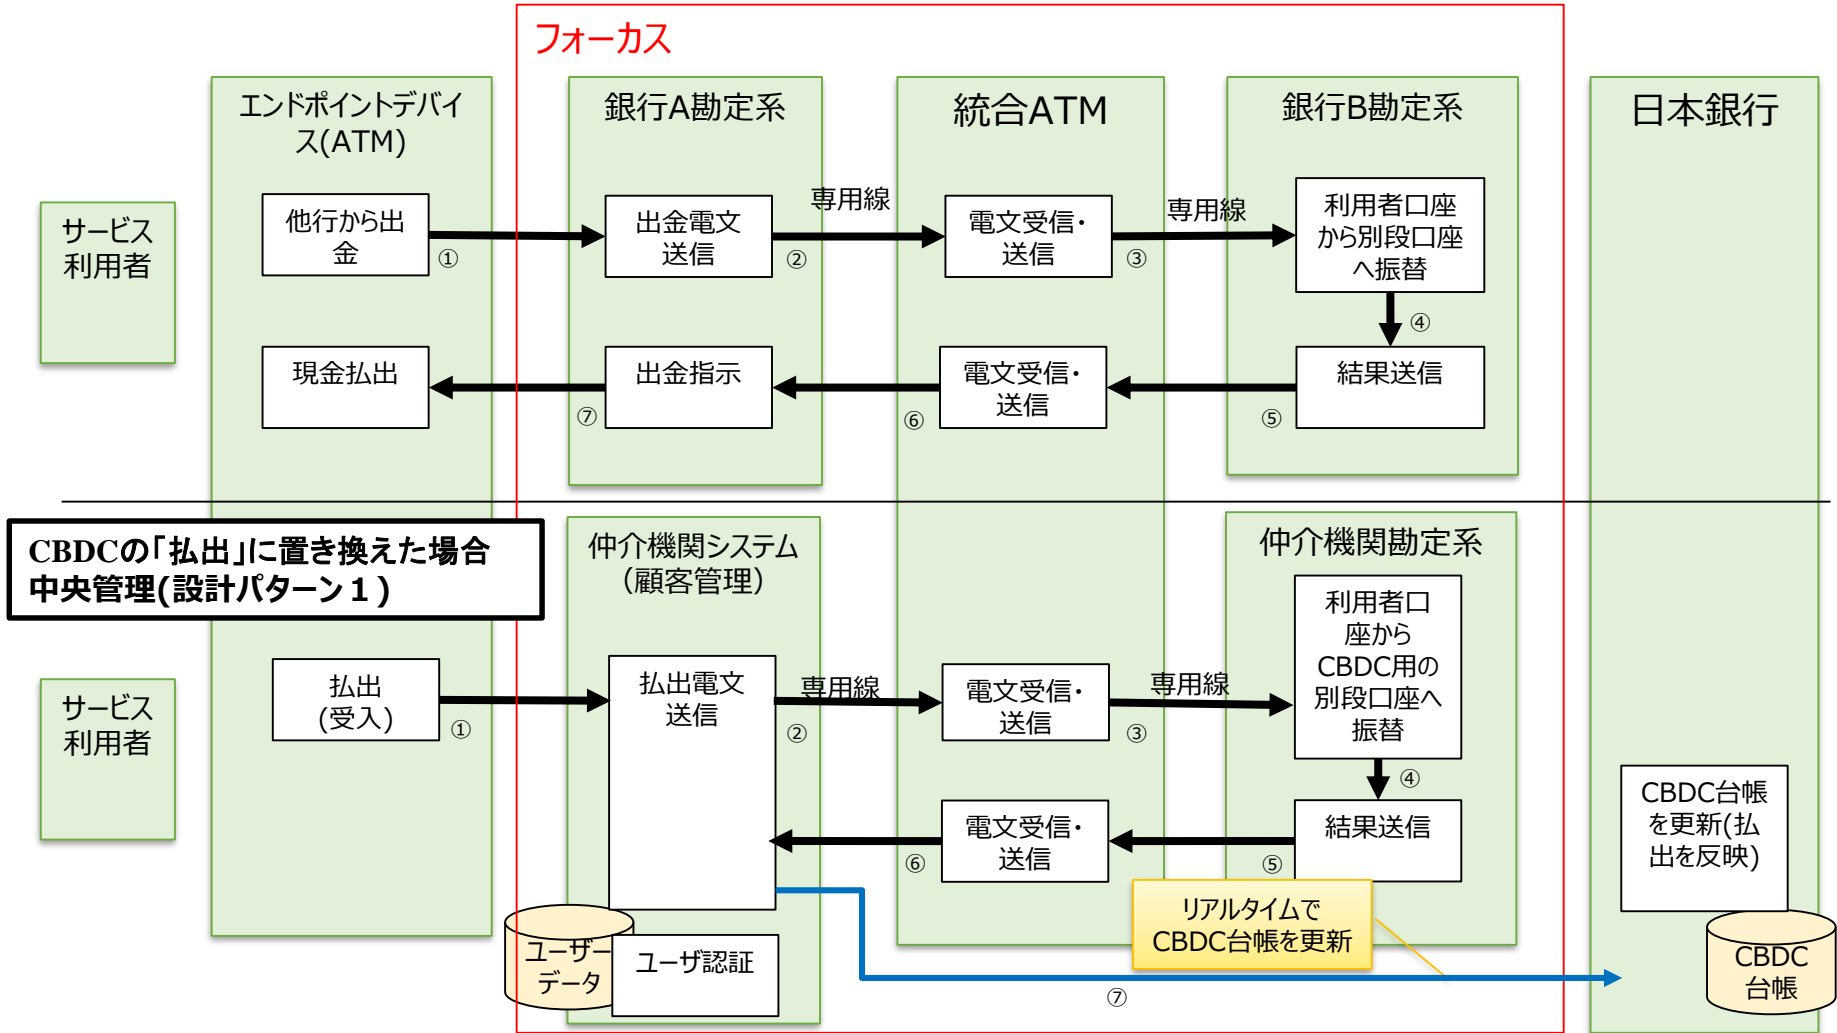 フォーカス
エンドポイントデバイ
ス(ATM)
銀行A勘定系
統合ATM
銀行B勘定系
日本銀行
サービス
利用者
他行から出
金
①
出金電文
送信
専用線
②
電文受信・
送信
専用線
③
利用者口座
から別段口座
へ振替
④
現金払出
⑦
出金指示
⑥
電文受信・
送信
⑤
結果送信
CBDCの「払出」に置き換えた場合
中央管理(設計パターン１)
仲介機関システム
（顧客管理）
仲介機関勘定系
サービス
利用者
払出
(受入)
①
払出電文
送信
専用線
②
電文受信・
送信
専用線
③
利用者口
座から
CBDC用の
別段口座へ
振替
④
⑥
電文受信・
送信
⑤
結果送信
CBDC台帳
を更新(払
出を反映)
リアルタイムで
CBDC台帳を更新
ユーザー
データ
ユーザ認証
⑦
CBDC
台帳